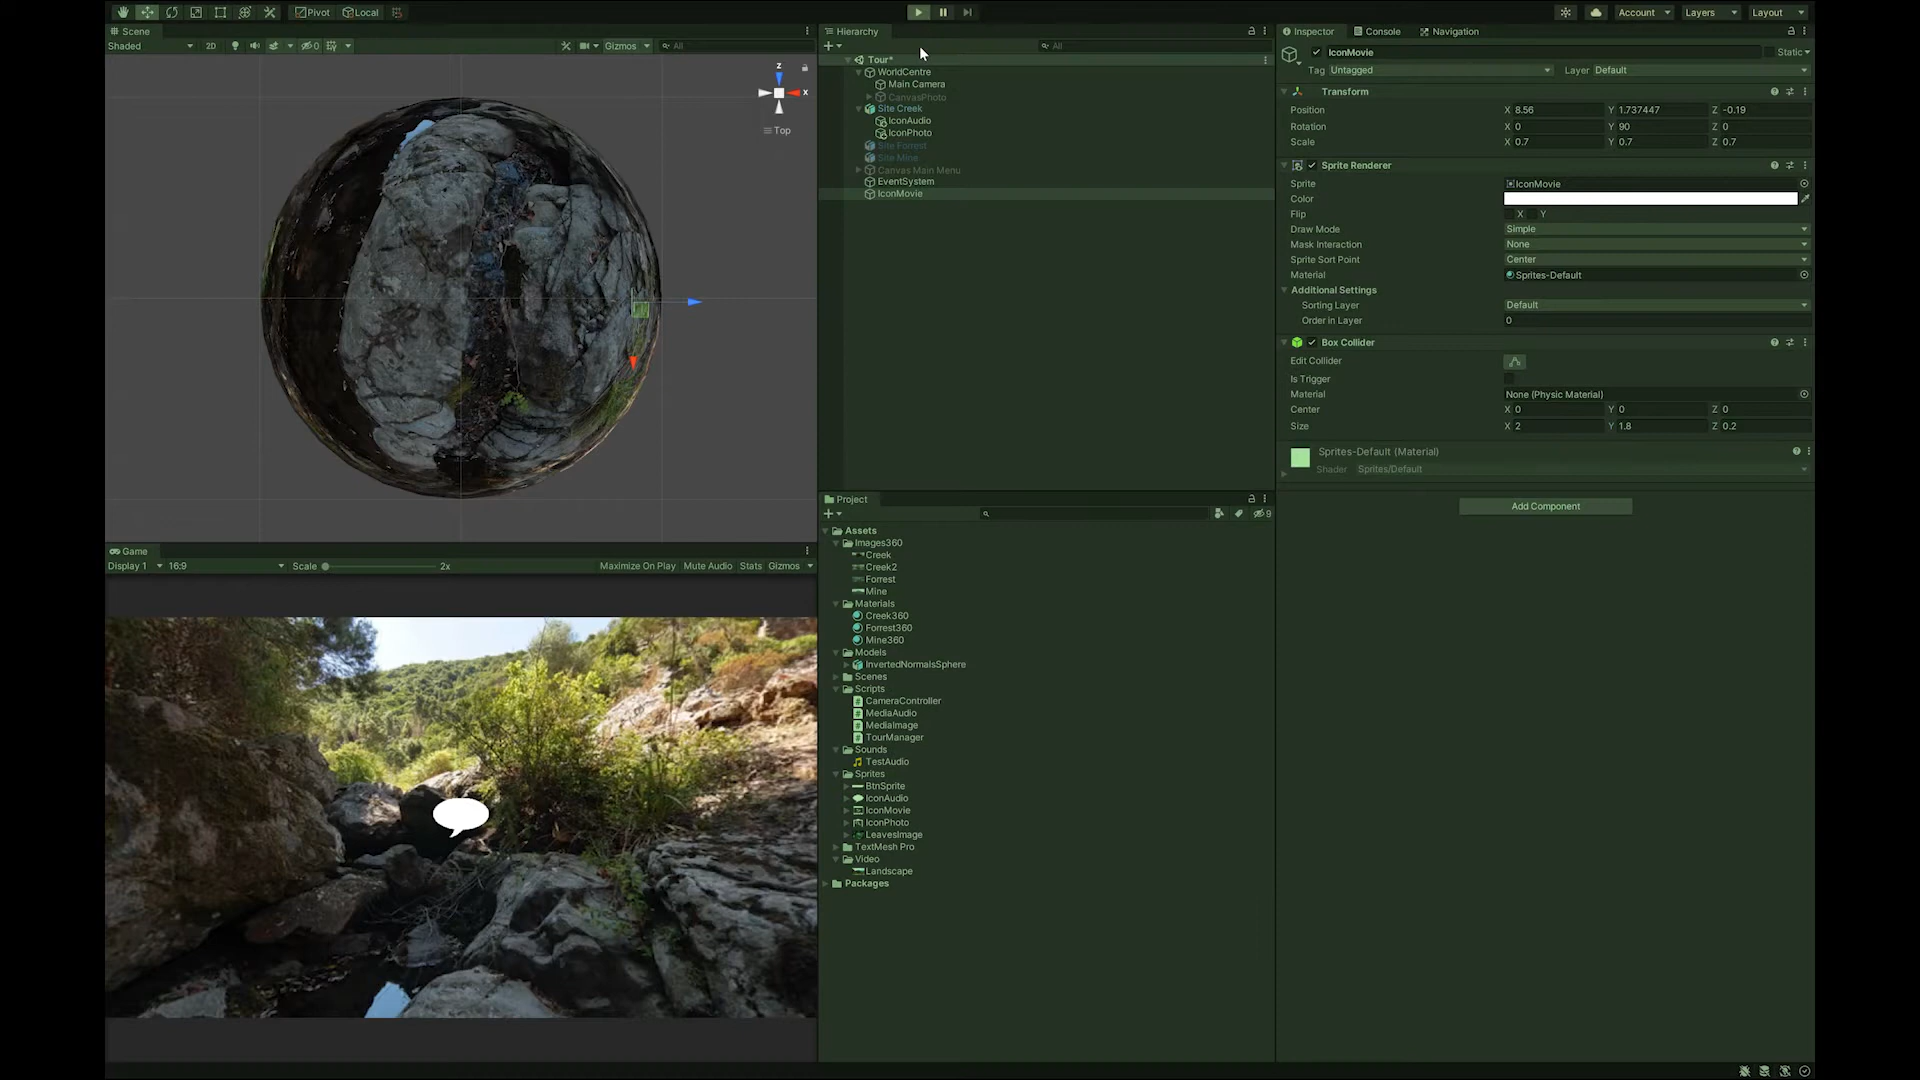 Pivot Local Account Layers Layout
Scene
Shaded 2D 0 Gizmos All
z
x
Top
Game
Display 1 16:9 Scale 2x Maximize On Play Mute Audio Stats Gizmos
Hierarchy
All
Tour*
WorldCentre
Main Camera
CanvasPhoto
Site Creek
IconAudio
IconPhoto
Site Forrest
Site Mine
Canvas Main Menu
EventSystem
IconMovie
Project
9
Assets
Images360
Creek
Creek2
Forrest
Mine
Materials
Creek360
Forrest360
Mine360
Models
InvertedNormalsSphere
Scenes
Scripts
CameraController
MediaAudio
MediaImage
TourManager
Sounds
TestAudio
Sprites
BtnSprite
IconAudio
IconMovie
IconPhoto
LeavesImage
TextMesh Pro
Video
Landscape
Packages
Inspector Console Navigation
IconMovie Static
Tag Untagged Layer Default
Transform
Position X 8.56 Y 1.737447 Z -0.19
Rotation X 0 Y 90 Z 0
Scale X 0.7 Y 0.7 Z 0.7
Sprite Renderer
Sprite IconMovie
Color
Flip X Y
Draw Mode Simple
Mask Interaction None
Sprite Sort Point Center
Material Sprites-Default
Additional Settings
Sorting Layer Default
Order in Layer 0
Box Collider
Edit Collider
Is Trigger
Material None (Physic Material)
Center X 0 Y 0 Z 0
Size X 2 Y 1.8 Z 0.2
Sprites-Default (Material)
Shader Sprites/Default
Add Component